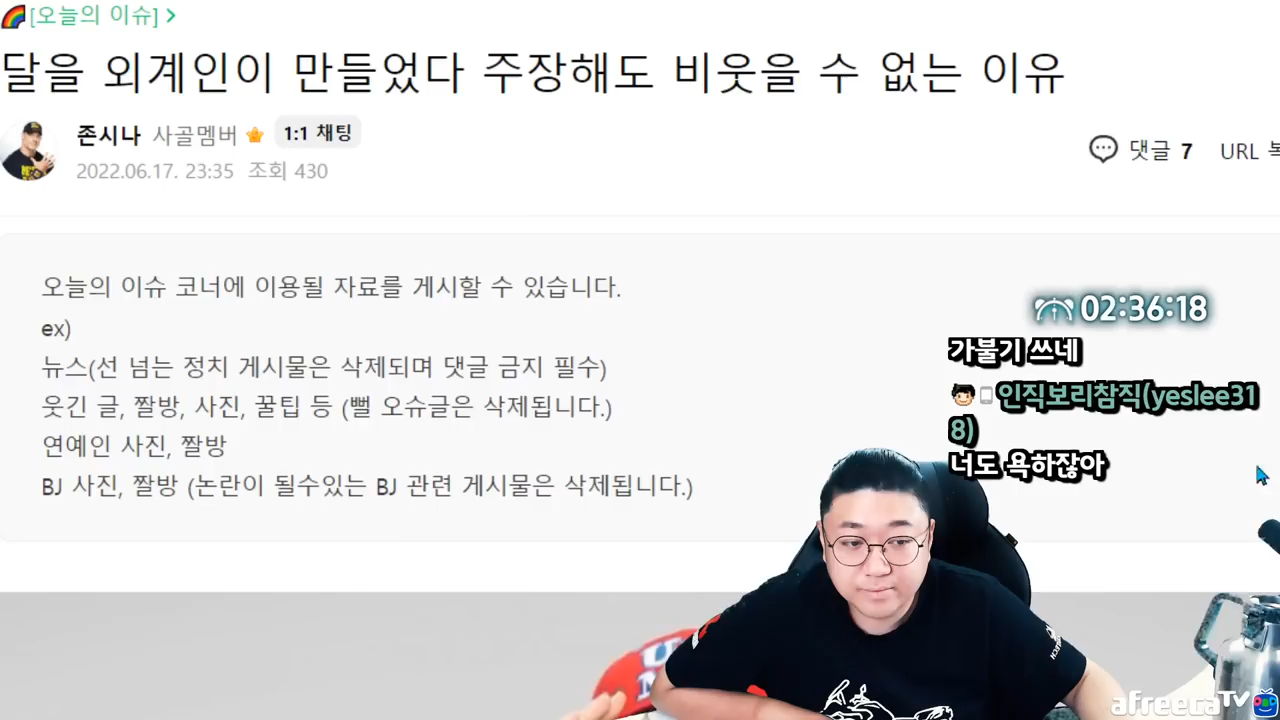 [오늘의 이슈] >
달을 외계인이 만들었다 주장해도 비웃을 수 없는 이유
존시나 사골멤버 1:1 채팅
2022.06.17. 23:35 조회 430
댓글 7 URL
오늘의 이슈 코너에 이용될 자료를 게시할 수 있습니다.
ex)
뉴스(선 넘는 정치 게시물은 삭제되며 댓글 금지 필수)
웃긴 글, 짤방, 사진, 꿀팁 등 (뻘 오슈글은 삭제됩니다.)
연예인 사진, 짤방
BJ 사진, 짤방 (논란이 될수있는 BJ 관련 게시물은 삭제됩니다.)
02:36:18
가불기 쓰네
인직보리참직(yeslee31
8)
너도 욕하잖아
afreecaTV